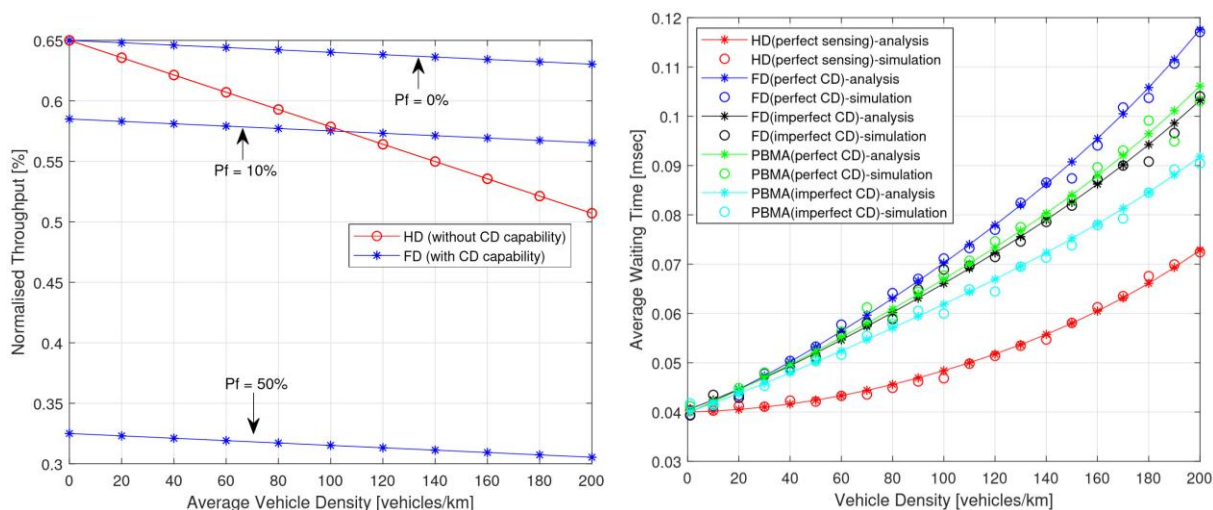 0.65
0.6
0.55
0.5
0.45
0.4
0.35
0.3
Normalised Throughput [%]
Pf = 0%
Pf = 10%
HD (without CD capability)
FD (with CD capability)
Pf = 50%
0 20 40 60 80 100 120 140 160 180 200
Average Vehicle Density [vehicles/km]
0.12
0.11
0.1
0.09
0.08
0.07
0.06
0.05
0.04
0.03
Average Waiting Time [msec]
HD(perfect sensing)-analysis
HD(perfect sensing)-simulation
FD(perfect CD)-analysis
FD(perfect CD)-simulation
FD(imperfect CD)-analysis
FD(imperfect CD)-simulation
PBMA(perfect CD)-analysis
PBMA(perfect CD)-simulation
PBMA(imperfect CD)-analysis
PBMA(imperfect CD)-simulation
0 20 40 60 80 100 120 140 160 180 200
Vehicle Density [vehicles/km]